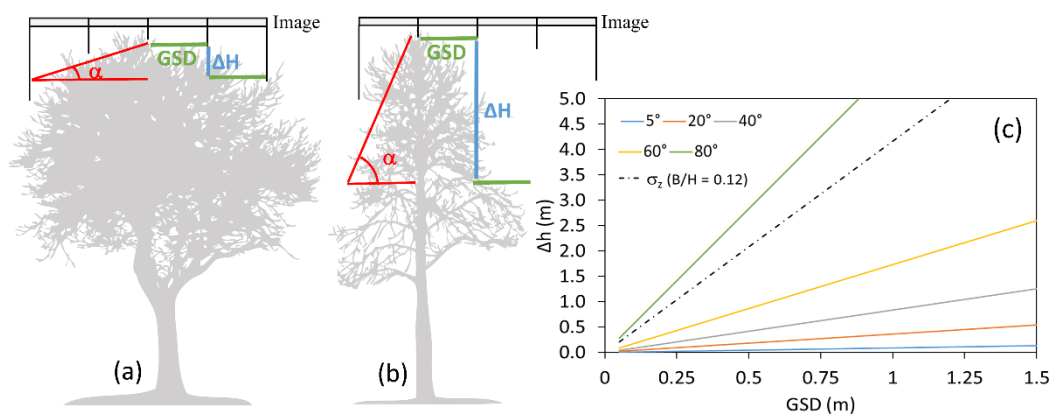 Image
GSD
ΔH
α
(a)
Image
GSD
ΔH
α
(b)
(c)
5° 20° 40°
60° 80°
σz (B/H = 0.12)
Δh (m)
5.0
4.5
4.0
3.5
3.0
2.5
2.0
1.5
1.0
0.5
0.0
0 0.25 0.5 0.75 1 1.25 1.5
GSD (m)